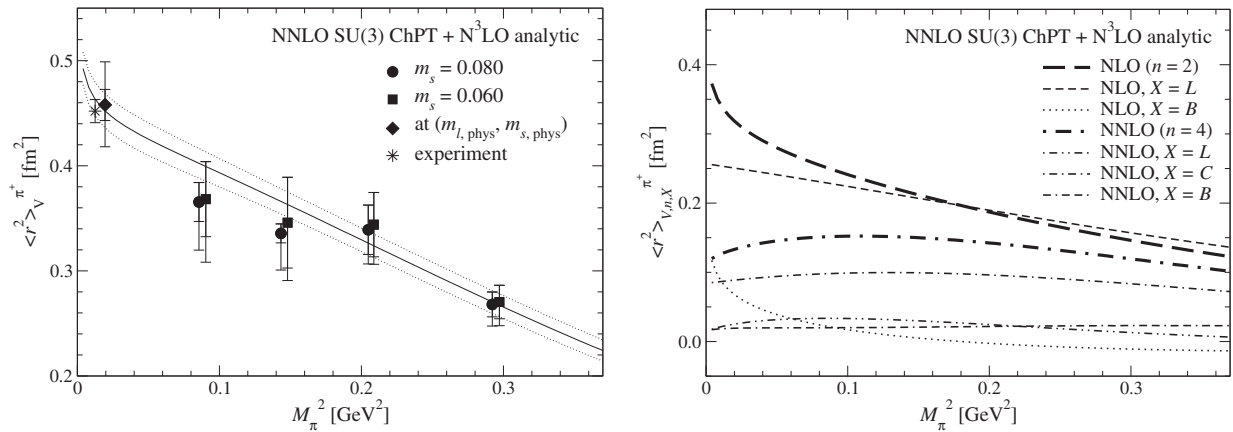 NNLO SU(3) ChPT + N³LO analytic
m_s = 0.080
m_s = 0.060
at (m_{l, phys}, m_{s, phys})
experiment
0.5
0.4
0.3
0.2
<r²>_V^{π⁺} [fm²]
0
0.1
0.2
0.3
M_π² [GeV²]
NNLO SU(3) ChPT + N³LO analytic
NLO (n = 2)
NLO, X = L
NLO, X = B
NNLO (n = 4)
NNLO, X = L
NNLO, X = C
NNLO, X = B
0.4
0.2
0.0
<r²>_{V,n,X}^{π⁺} [fm²]
0
0.1
0.2
0.3
M_π² [GeV²]